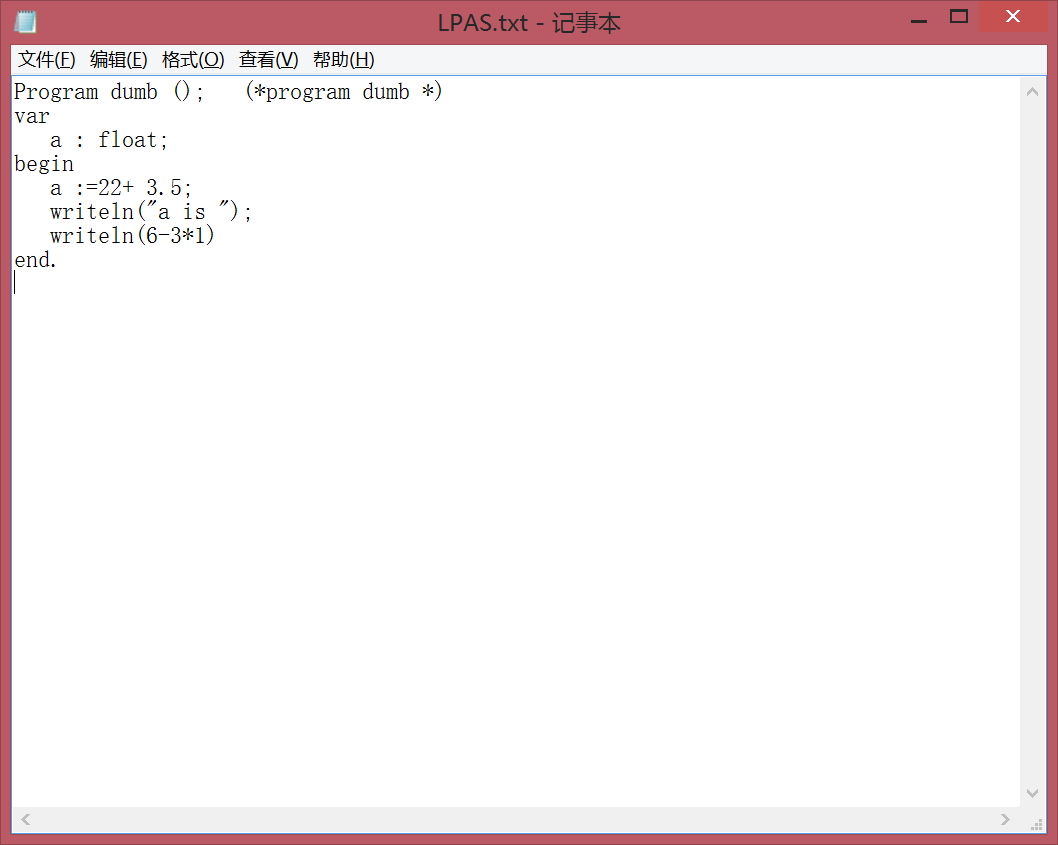 LPAS.txt - 记事本
文件(F) 编辑(E) 格式(O) 查看(V) 帮助(H)
Program dumb ();   (*program dumb *)
var
   a : float;
begin
   a :=22+ 3.5;
   writeln("a is ");
   writeln(6-3*1)
end.